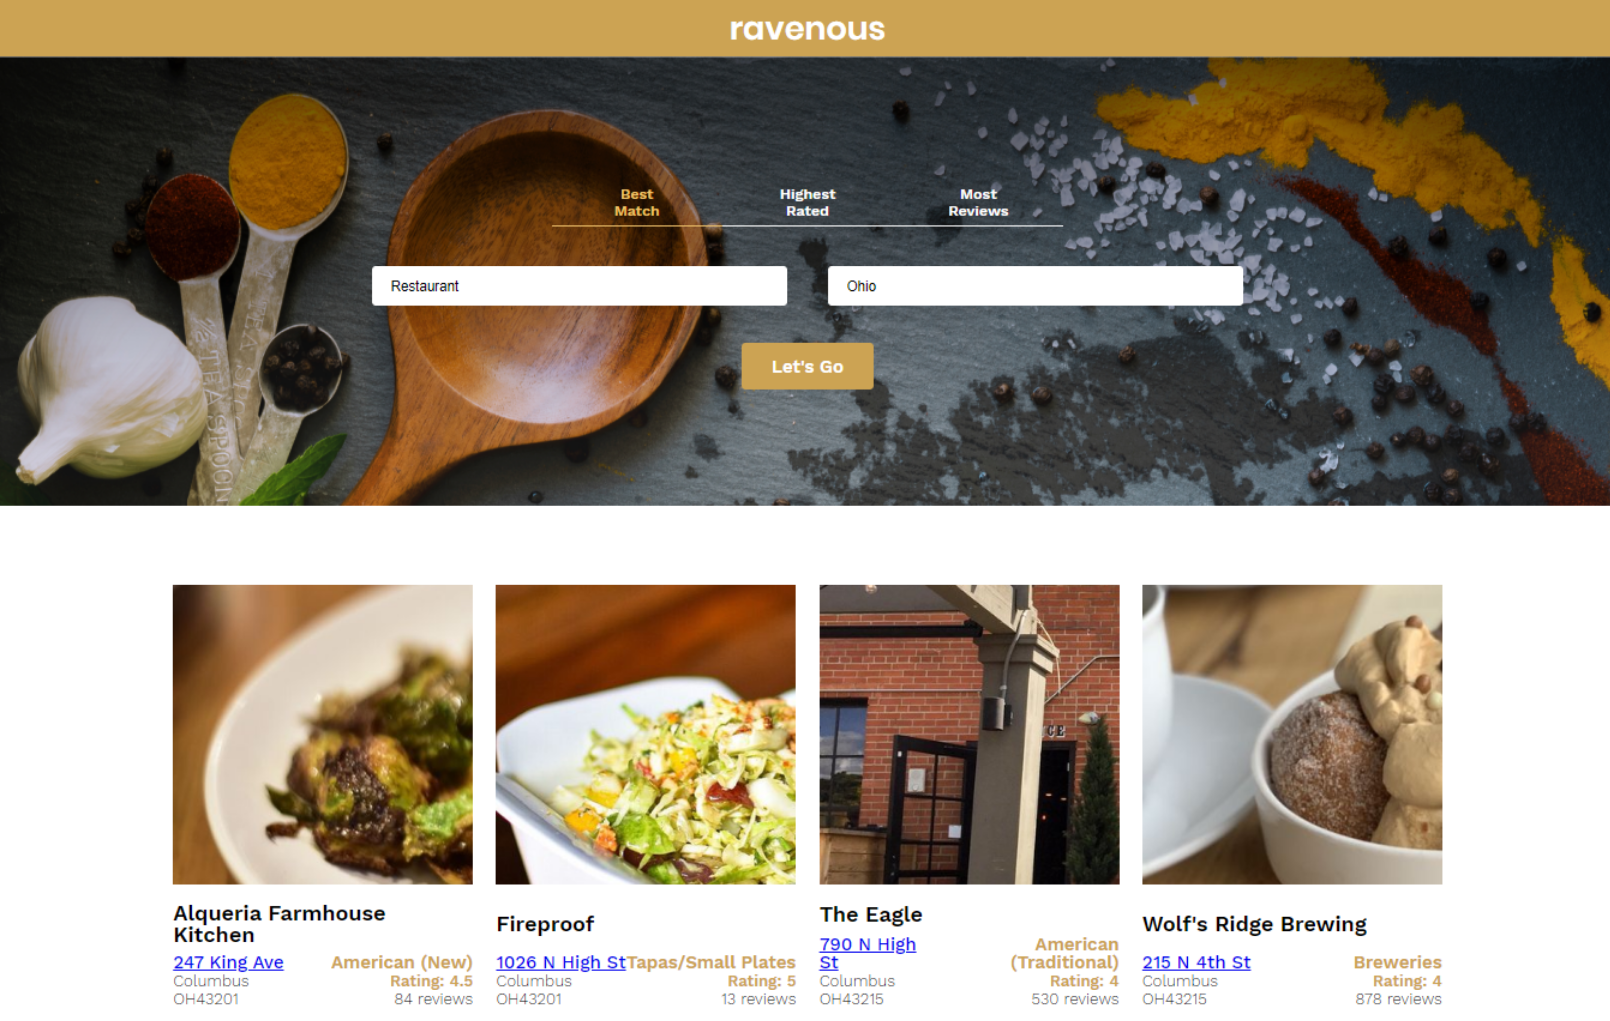 ravenous
Best
Match
Highest
Rated
Most
Reviews
Restaurant
Ohio
Let's Go
TEASPOON
CE
Alqueria Farmhouse
Kitchen
247 King Ave
American (New)
Columbus
Rating: 4.5
OH43201
84 reviews
Fireproof
1026 N High St
Tapas/Small Plates
Columbus
Rating: 5
OH43201
13 reviews
The Eagle
790 N High
St
American
(Traditional)
Columbus
Rating: 4
OH43215
530 reviews
Wolf's Ridge Brewing
215 N 4th St
Breweries
Columbus
Rating: 4
OH43215
878 reviews